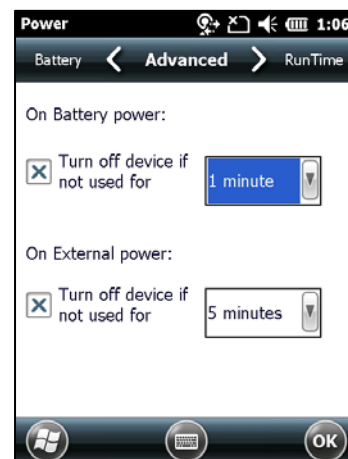 Power 1:06
Battery Advanced RunTime
On Battery power:
Turn off device if
not used for
1 minute
On External power:
Turn off device if
not used for
5 minutes
OK